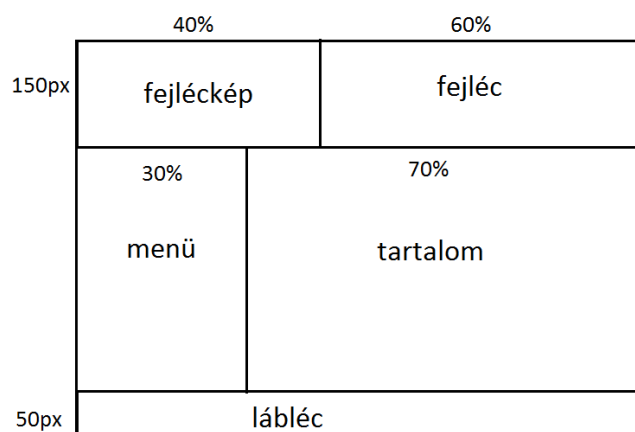 40% 60%
150px fejléckép fejléc
30% 70%
menü tartalom
50px lábléc